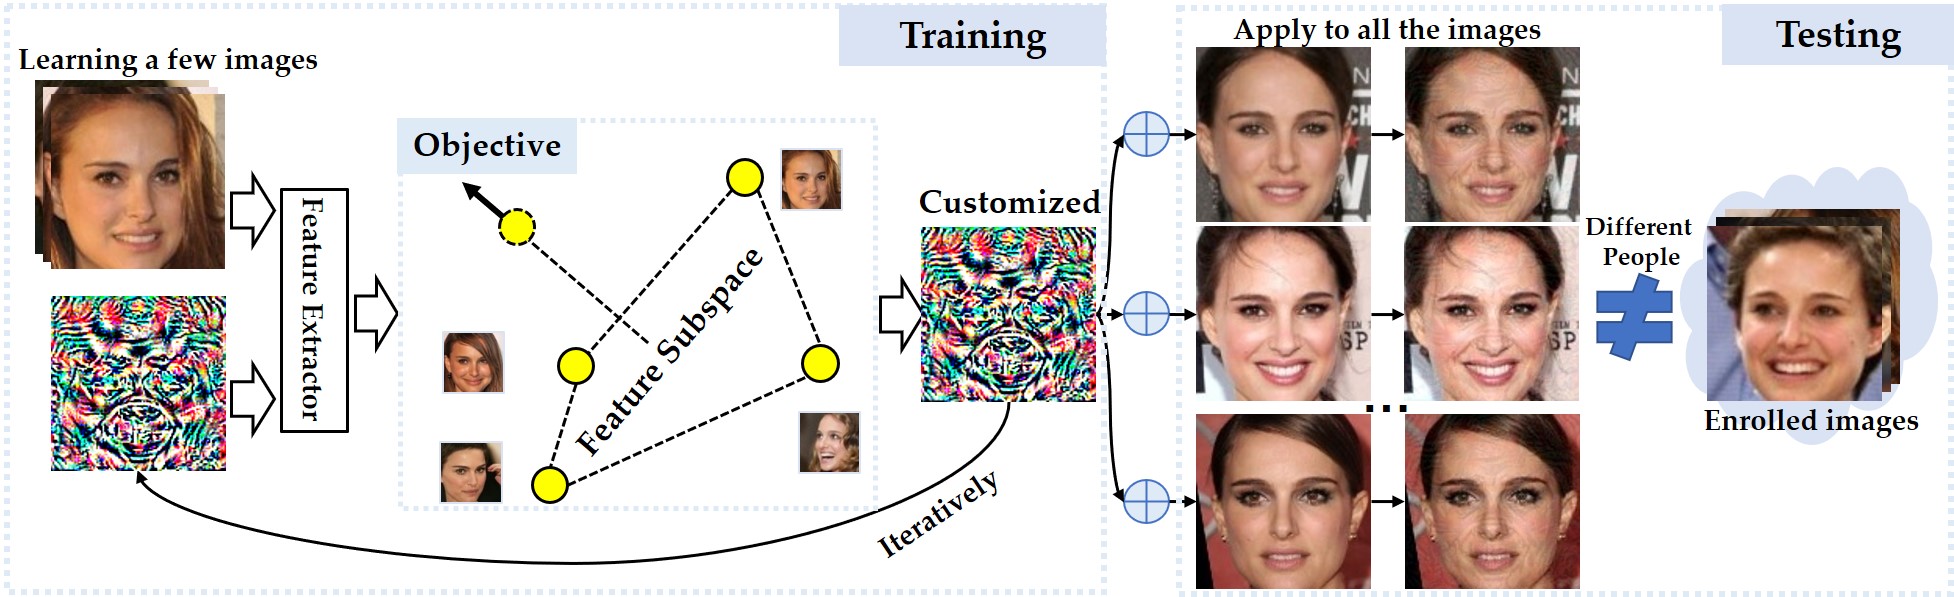 Training
Learning a few images
Feature Extractor
Objective
Feature Subspace
Customized
Iteratively
Apply to all the images
Testing
...
Different
People
Enrolled images